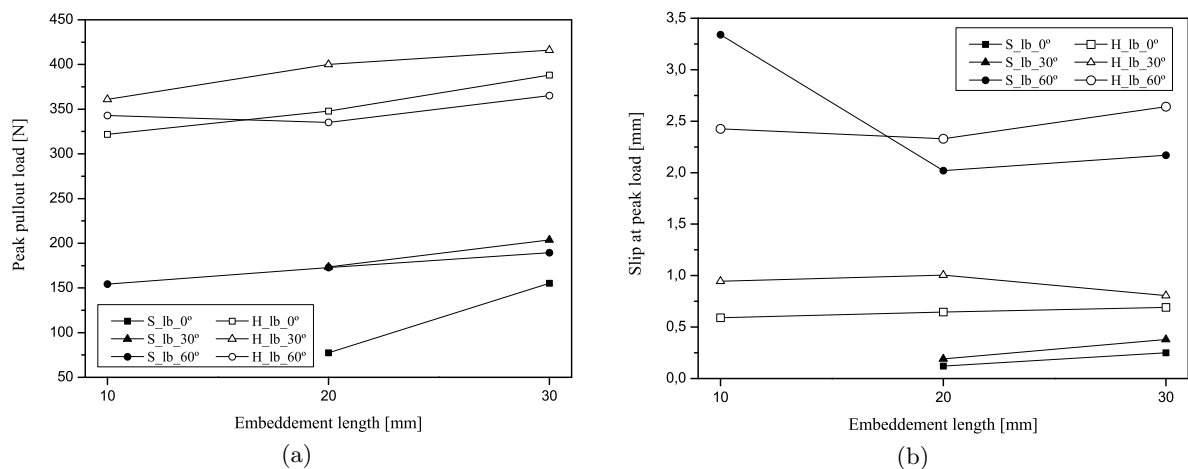 450
400
350
300
250
200
150
100
50
Peak pullout load [N]
S_lb_0º H_lb_0º
S_lb_30º H_lb_30º
S_lb_60º H_lb_60º
10 20 30
Embeddement length [mm]
(a)
3,5
3,0
2,5
2,0
1,5
1,0
0,5
0,0
Slip at peak load [mm]
S_lb_0º H_lb_0º
S_lb_30º H_lb_30º
S_lb_60º H_lb_60º
10 20 30
Embeddement length [mm]
(b)